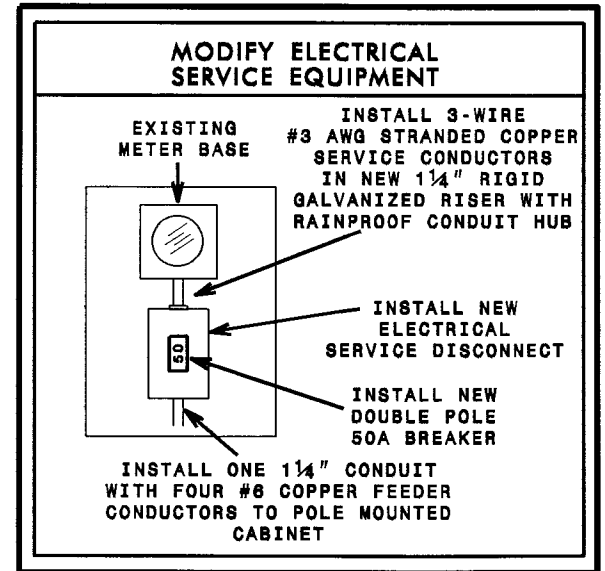 MODIFY ELECTRICAL
SERVICE EQUIPMENT
EXISTING
METER BASE
INSTALL 3-WIRE
#3 AWG STRANDED COPPER
SERVICE CONDUCTORS
IN NEW 1¼" RIGID
GALVANIZED RISER WITH
RAINPROOF CONDUIT HUB
INSTALL NEW
ELECTRICAL
SERVICE DISCONNECT
50
INSTALL NEW
DOUBLE POLE
50A BREAKER
INSTALL ONE 1¼" CONDUIT
WITH FOUR #6 COPPER FEEDER
CONDUCTORS TO POLE MOUNTED
CABINET